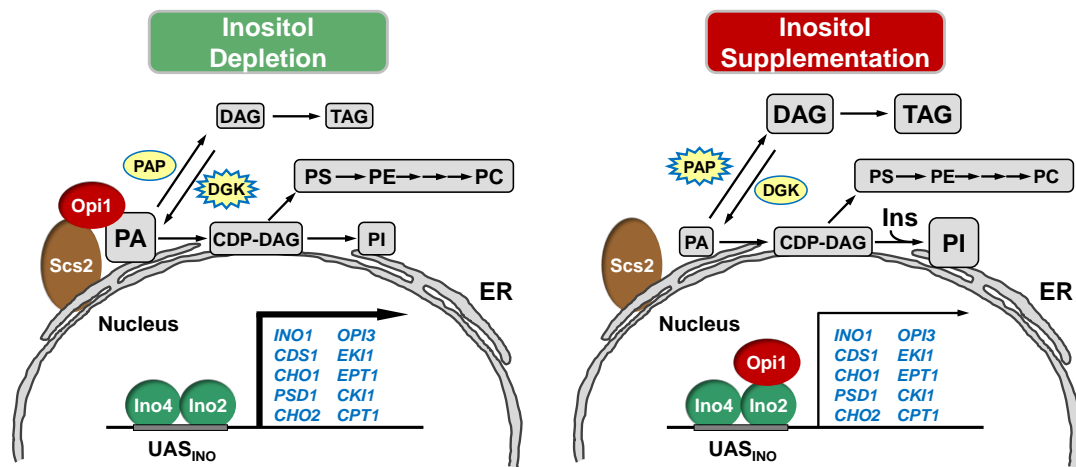 Inositol
Depletion
DAG
TAG
PAP
DGK
PS PE PC
Opi1
PA
CDP-DAG
PI
Scs2
ER
Nucleus
INO1 OPI3
CDS1 EKI1
CHO1 EPT1
PSD1 CKI1
CHO2 CPT1
Ino4 Ino2
UASINO
Inositol
Supplementation
DAG
TAG
PAP
DGK
PS PE PC
Ins
PA
CDP-DAG
PI
Scs2
ER
Nucleus
INO1 OPI3
CDS1 EKI1
CHO1 EPT1
PSD1 CKI1
CHO2 CPT1
Opi1
Ino4 Ino2
UASINO